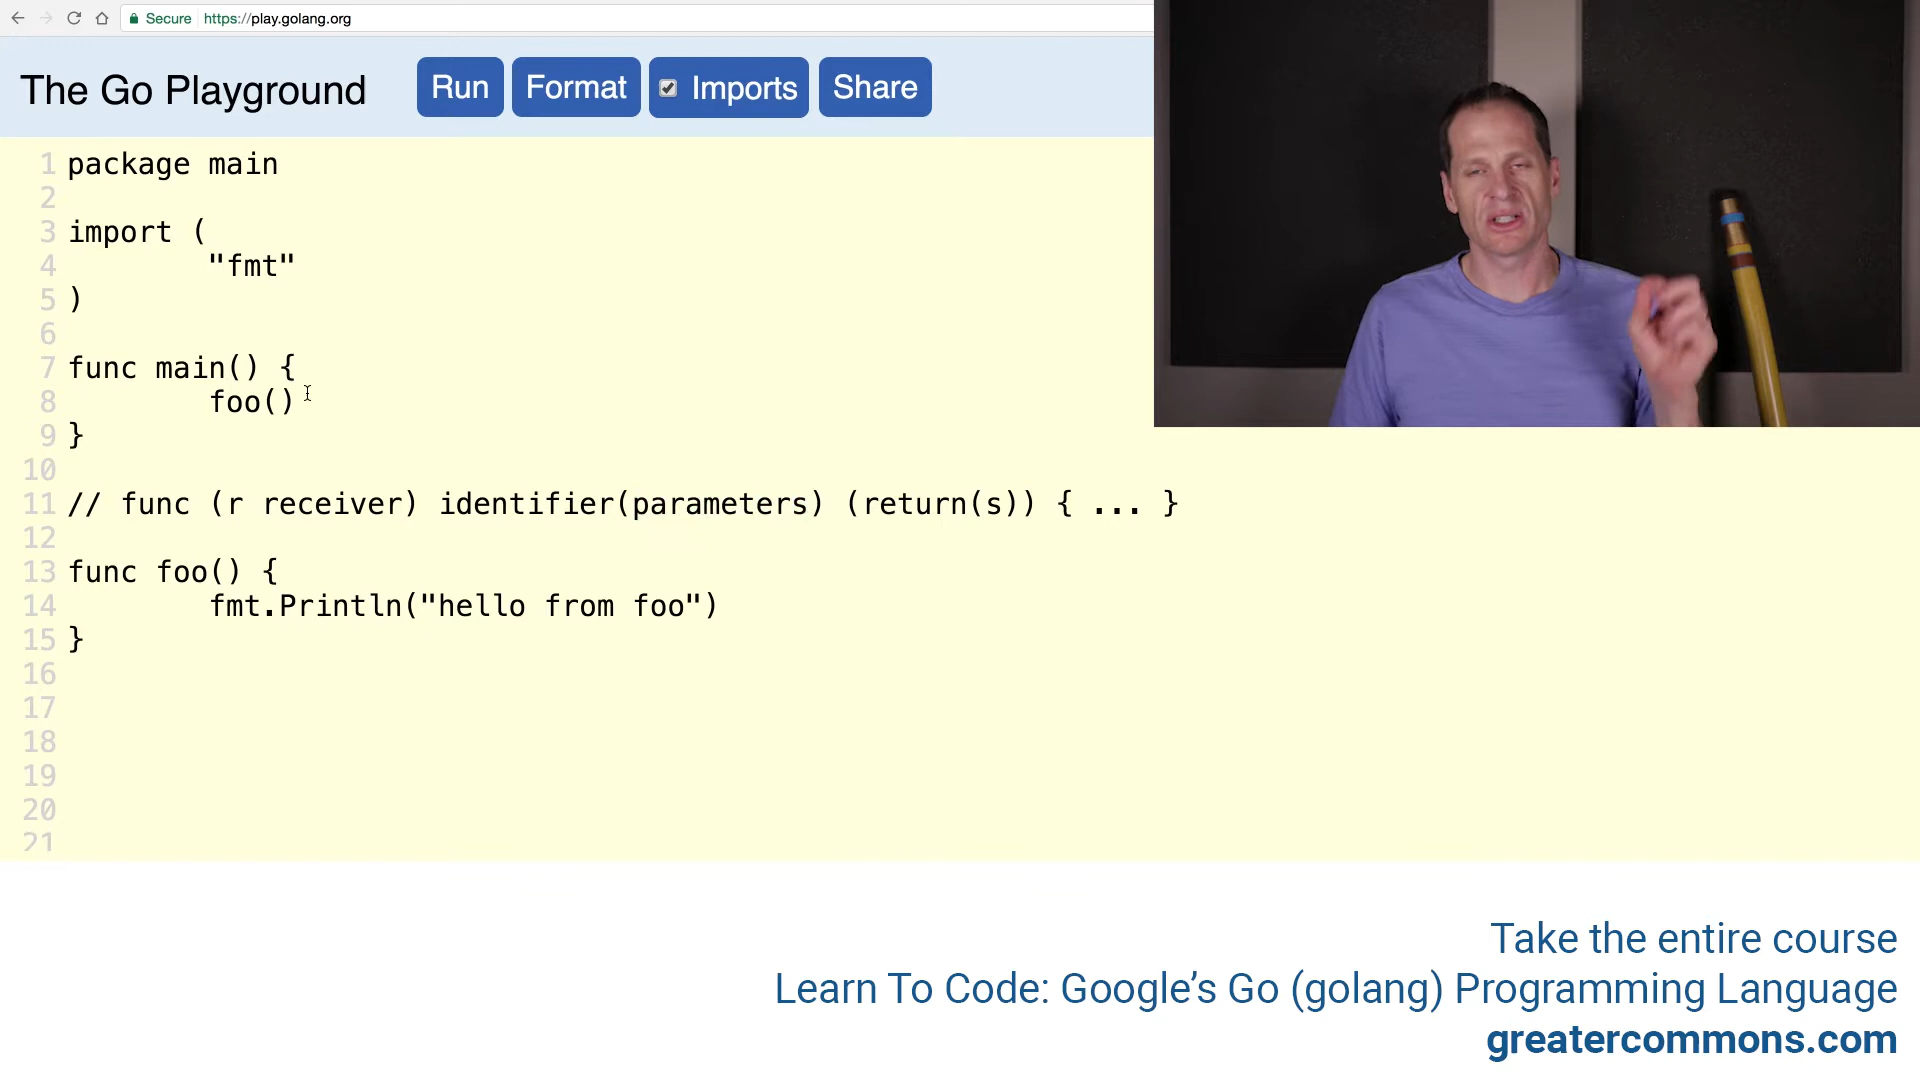 Secure https://play.golang.org
The Go Playground Run Format Imports Share
1 package main
2
3 import (
4 "fmt"
5 )
6
7 func main() {
8 foo()
9 }
10
11 // func (r receiver) identifier(parameters) (return(s)) { ... }
12
13 func foo() {
14 fmt.Println("hello from foo")
15 }
16
17
18
19
20
21
Take the entire course
Learn To Code: Google’s Go (golang) Programming Language
greatercommons.com